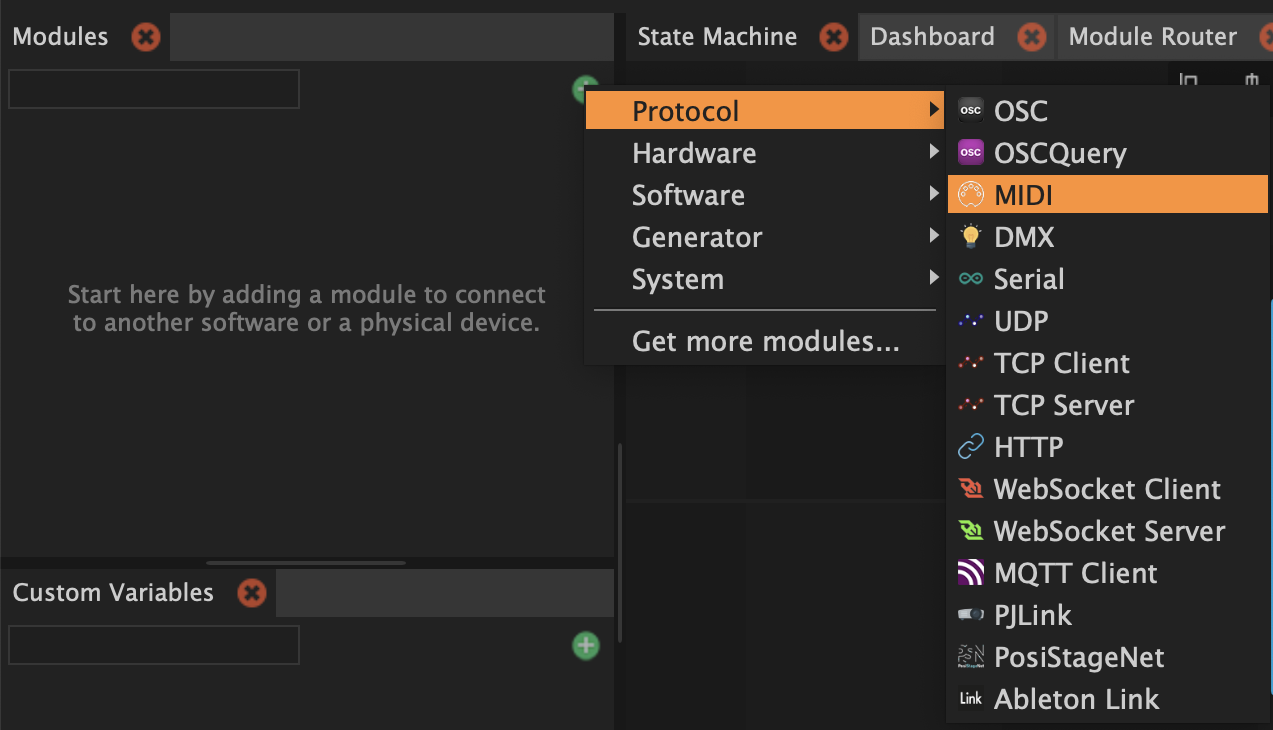 Modules
State Machine
Dashboard
Module Router
Protocol
Hardware
Software
Generator
System
Get more modules...
osc OSC
osc OSCQuery
MIDI
DMX
Serial
UDP
TCP Client
TCP Server
HTTP
WebSocket Client
WebSocket Server
MQTT Client
PJLink
PosiStageNet
Link Ableton Link
Start here by adding a module to connect
to another software or a physical device.
Custom Variables